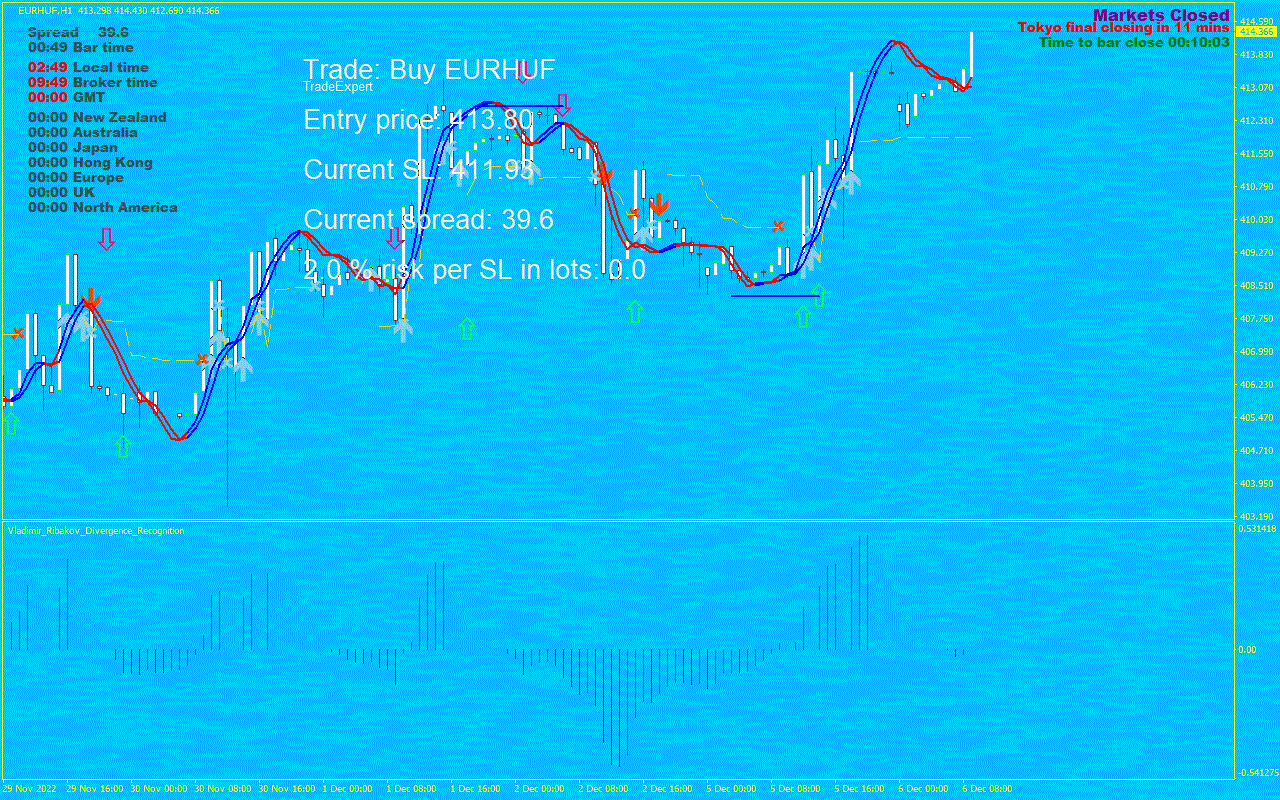 EURHUF,H1 413.298 414.430 412.690 414.366
Markets Closed
Tokyo final closing in 11 mins
Time to bar close 00:10:03
Spread 39.6
00:49 Bar time
02:49 Local time
09:49 Broker time
00:00 GMT
00:00 New Zealand
00:00 Australia
00:00 Japan
00:00 Hong Kong
00:00 Europe
00:00 UK
00:00 North America
Trade: Buy EURHUF
TradeExpert
Entry price: 413.80
Current SL: 411.93
Current spread: 39.6
2.0 % risk per SL in lots: 0.0
414.590
414.366
413.830
413.070
412.310
411.550
410.790
410.030
409.270
408.510
407.750
406.990
406.230
405.470
404.710
403.950
403.190
Vladimir_Ribakov_Divergence_Recognition
0.531418
0.00
-0.541275
29 Nov 2022
29 Nov 16:00
30 Nov 00:00
30 Nov 08:00
30 Nov 16:00
1 Dec 00:00
1 Dec 08:00
1 Dec 16:00
2 Dec 00:00
2 Dec 08:00
2 Dec 16:00
5 Dec 00:00
5 Dec 08:00
5 Dec 16:00
6 Dec 00:00
6 Dec 08:00